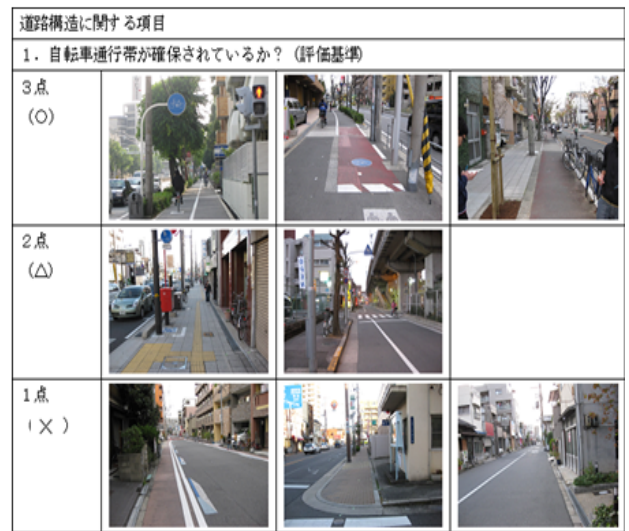 道路構造に関する項目
1．自転車通行帯が確保されているか？（評価基準）
3点
（○）
2点
（△）
1点
（×）